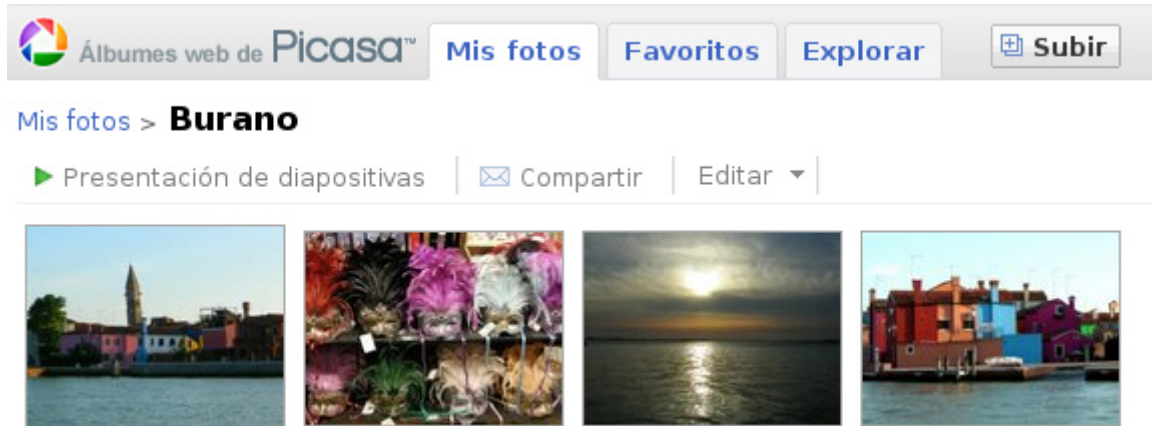 Álbumes web de Picasa™ Mis fotos Favoritos Explorar Subir
Mis fotos > Burano
Presentación de diapositivas Compartir Editar